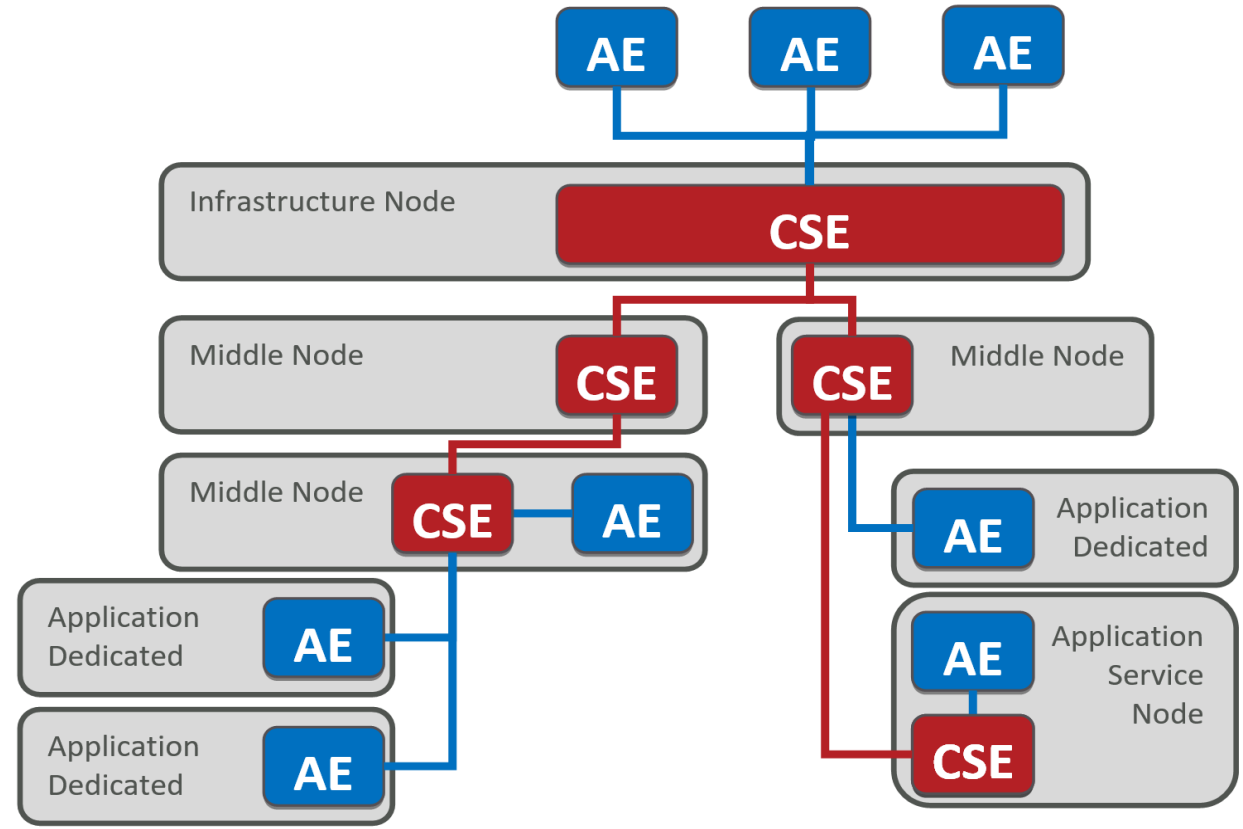 AE
AE
AE
Infrastructure Node
CSE
Middle Node
CSE
CSE
Middle Node
Middle Node
CSE
AE
AE
Application
Dedicated
Application
Dedicated
AE
AE
Application
Service
Node
CSE
Application
Dedicated
AE